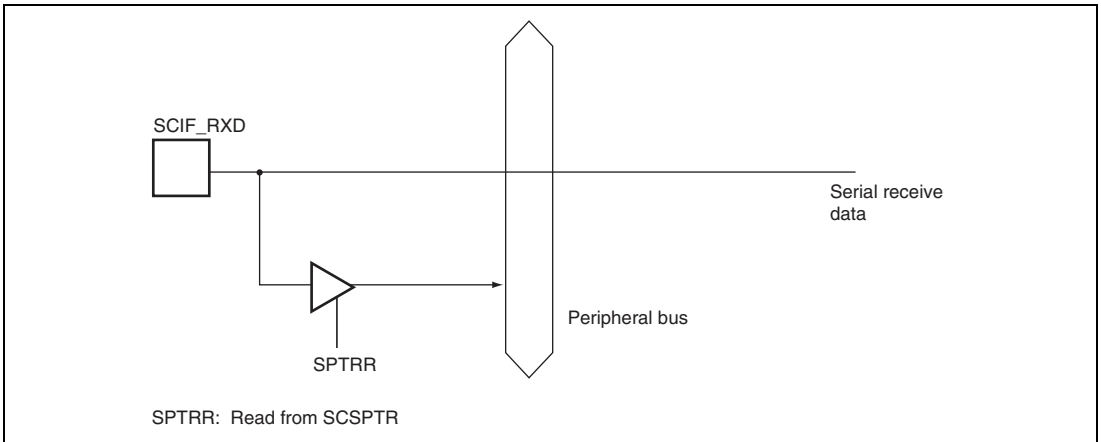 SCIF_RXD
Serial receive
data
Peripheral bus
SPTRR
SPTRR: Read from SCSPTR